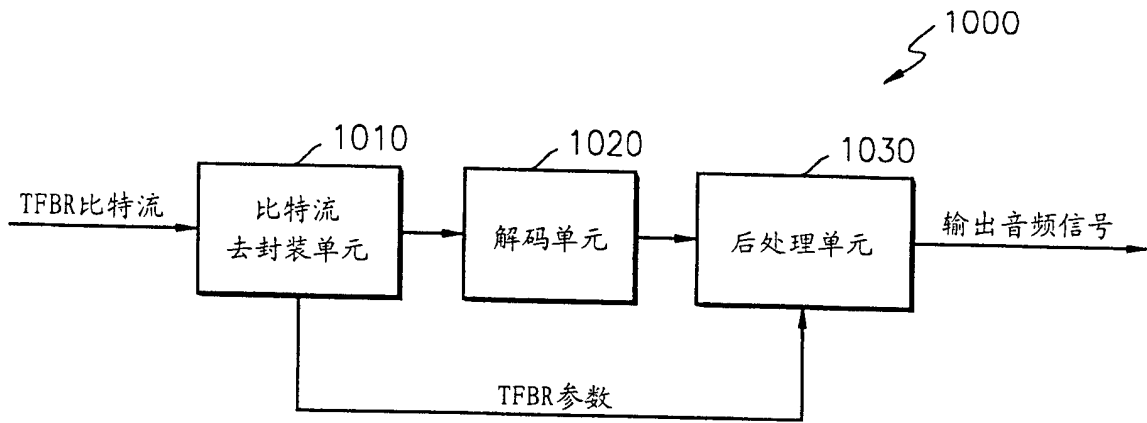 1000
1010
1020
1030
TFBR比特流
比特流
去封装单元
解码单元
后处理单元
输出音频信号
TFBR参数